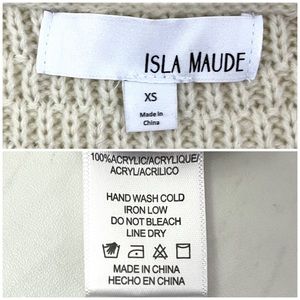 ISLA MAUDE
XS
Made in
China
100%ACRYLIC/ACRYLIQUE/
ACRYL/ACRILICO
HAND WASH COLD
IRON LOW
DO NOT BLEACH
LINE DRY
MADE IN CHINA
HECHO EN CHINA